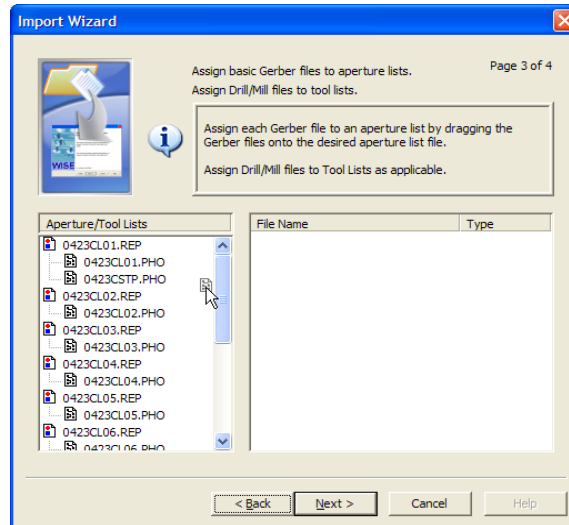 Import Wizard
Assign basic Gerber files to aperture lists.
Page 3 of 4
Assign Drill/Mill files to tool lists.
Assign each Gerber file to an aperture list by dragging the
Gerber files onto the desired aperture list file.
Assign Drill/Mill files to Tool Lists as applicable.
WISE
Aperture/Tool Lists
File Name
Type
0423CL01.REP
0423CL01.PHO
0423CSTP.PHO
0423CL02.REP
0423CL02.PHO
0423CL03.REP
0423CL03.PHO
0423CL04.REP
0423CL04.PHO
0423CL05.REP
0423CL05.PHO
0423CL06.REP
0423CL06.PHO
< Back
Next >
Cancel
Help